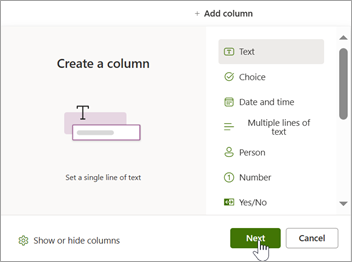 + Add column
Create a column
T
Set a single line of text
Text
Choice
Date and time
Multiple lines of
text
Person
Number
Yes/No
Show or hide columns
Next
Cancel